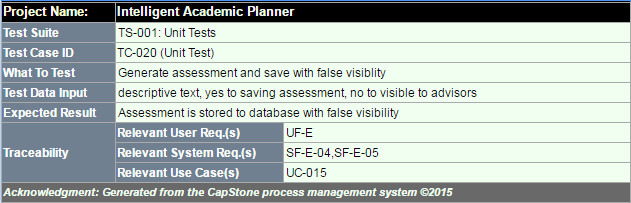 Project Name: Intelligent Academic Planner
Test Suite TS-001: Unit Tests
Test Case ID TC-020 (Unit Test)
What To Test Generate assessment and save with false visiblity
Test Data Input descriptive text, yes to saving assessment, no to visible to advisors
Expected Result Assessment is stored to database with false visibility
Traceability
Relevant User Req.(s) UF-E
Relevant System Req.(s) SF-E-04,SF-E-05
Relevant Use Case(s) UC-015
Acknowledgment: Generated from the CapStone process management system ©2015